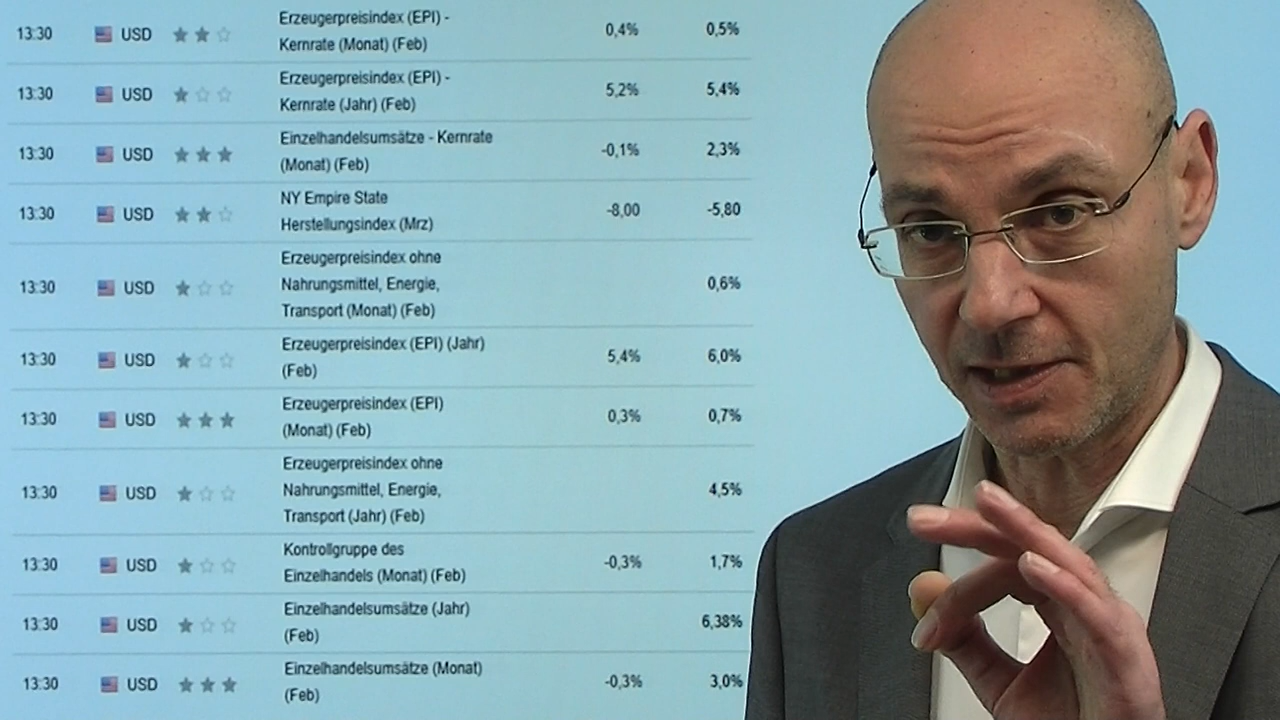 13:30 USD Erzeugerpreisindex (EPI) - 0,4% 0,5%
Kernrate (Monat) (Feb)
13:30 USD Erzeugerpreisindex (EPI) - 5,2% 5,4%
Kernrate (Jahr) (Feb)
13:30 USD Einzelhandelsumsätze - Kernrate -0,1% 2,3%
(Monat) (Feb)
13:30 USD NY Empire State -8,00 -5,80
Herstellungsindex (Mrz)
Erzeugerpreisindex ohne
13:30 USD Nahrungsmittel, Energie, 0,6%
Transport (Monat) (Feb)
13:30 USD Erzeugerpreisindex (EPI) (Jahr) 5,4% 6,0%
(Feb)
13:30 USD Erzeugerpreisindex (EPI) 0,3% 0,7%
(Monat) (Feb)
Erzeugerpreisindex ohne
13:30 USD Nahrungsmittel, Energie, 4,5%
Transport (Jahr) (Feb)
13:30 USD Kontrollgruppe des -0,3% 1,7%
Einzelhandels (Monat) (Feb)
13:30 USD Einzelhandelsumsätze (Jahr) 6,38%
(Feb)
13:30 USD Einzelhandelsumsätze (Monat) -0,3% 3,0%
(Feb)